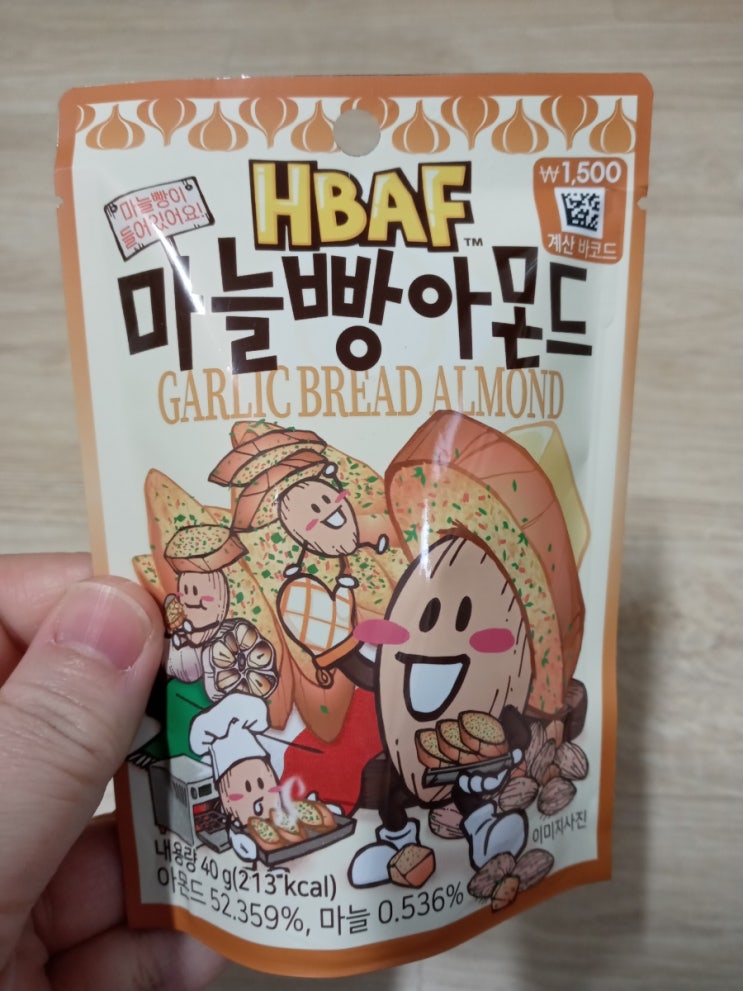 ₩1,500
계산 바코드
마늘빵이
들어있어요!
HBAF™
마늘빵아몬드
GARLIC BREAD ALMOND
이미지사진
내용량 40 g(213 kcal)
아몬드 52.359%, 마늘 0.536%